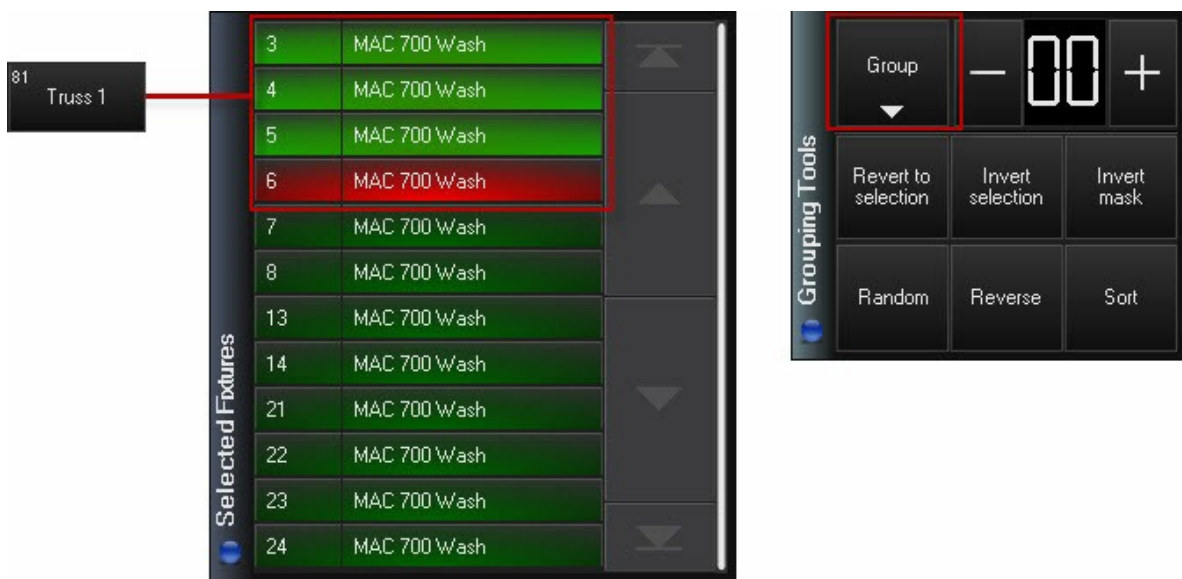 81
Truss 1
Selected Fixtures
3 MAC 700 Wash
4 MAC 700 Wash
5 MAC 700 Wash
6 MAC 700 Wash
7 MAC 700 Wash
8 MAC 700 Wash
13 MAC 700 Wash
14 MAC 700 Wash
21 MAC 700 Wash
22 MAC 700 Wash
23 MAC 700 Wash
24 MAC 700 Wash
Grouping Tools
Group − 00 +
Revert to
selection
Invert
selection
Invert
mask
Random Reverse Sort